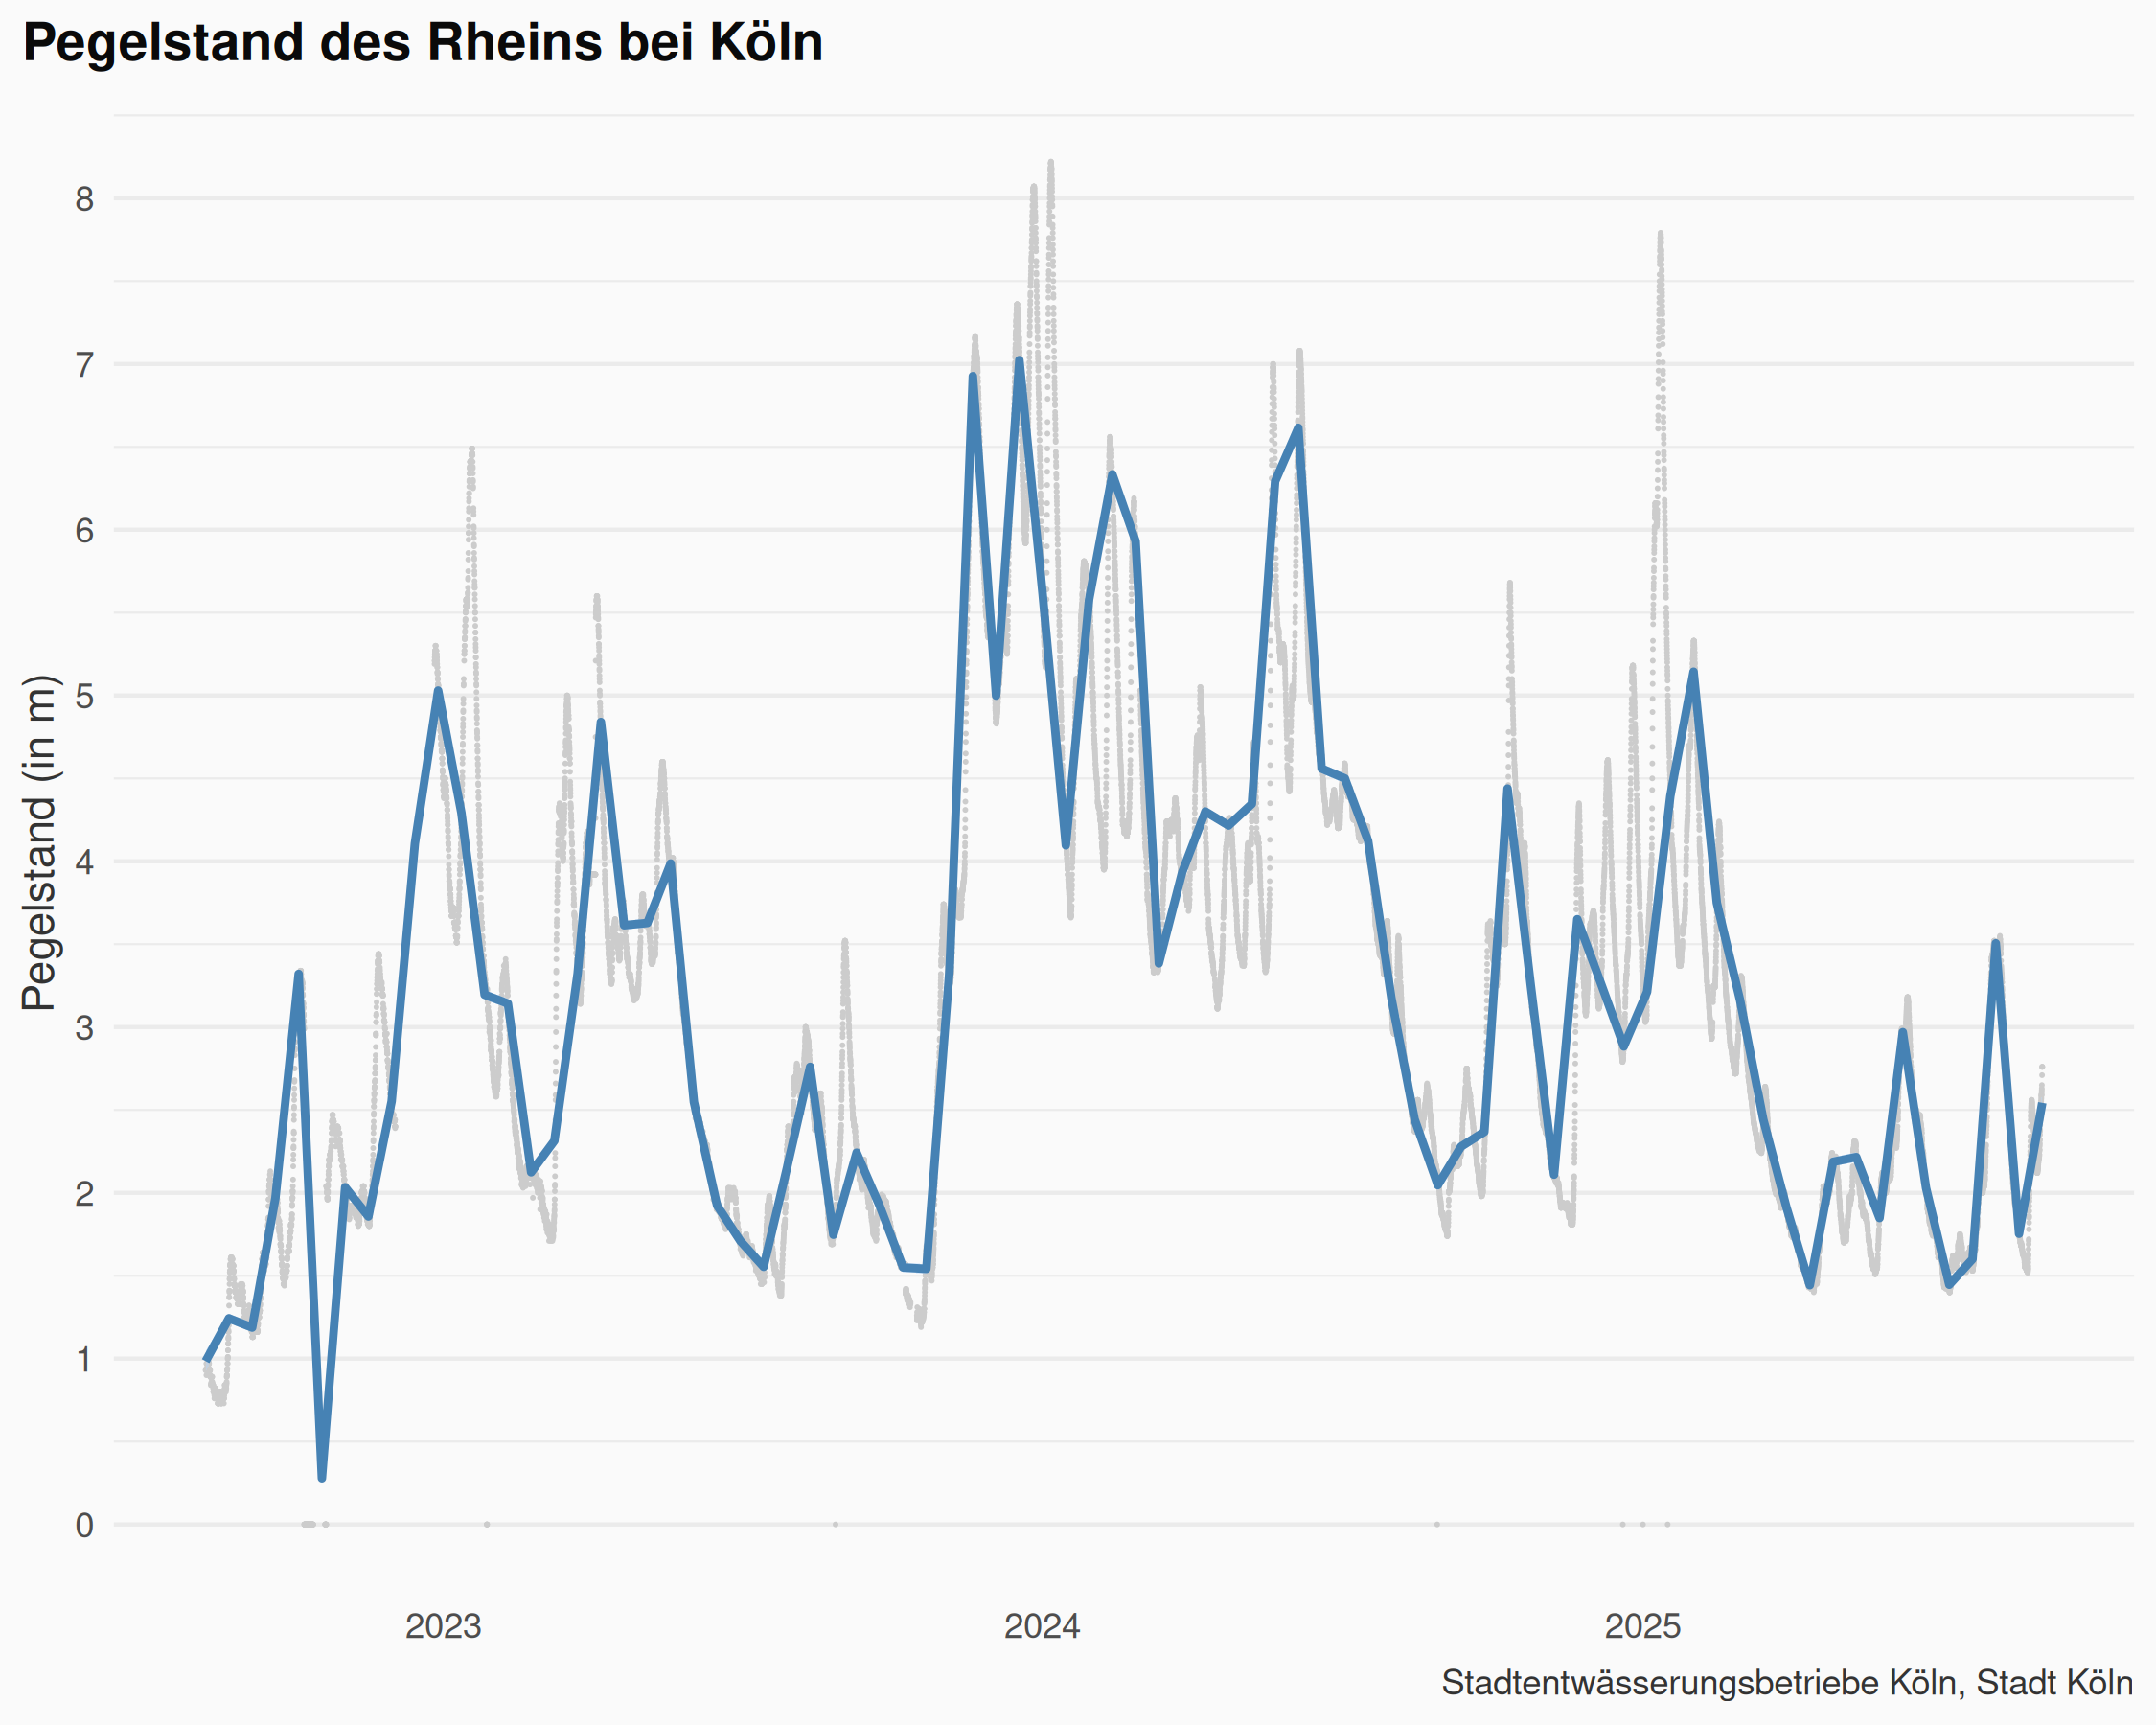 Pegelstand des Rheins bei Köln
Pegelstand (in m)
8
7
6
5
4
3
2
1
0
2023 2024 2025
Stadtentwässerungsbetriebe Köln, Stadt Köln